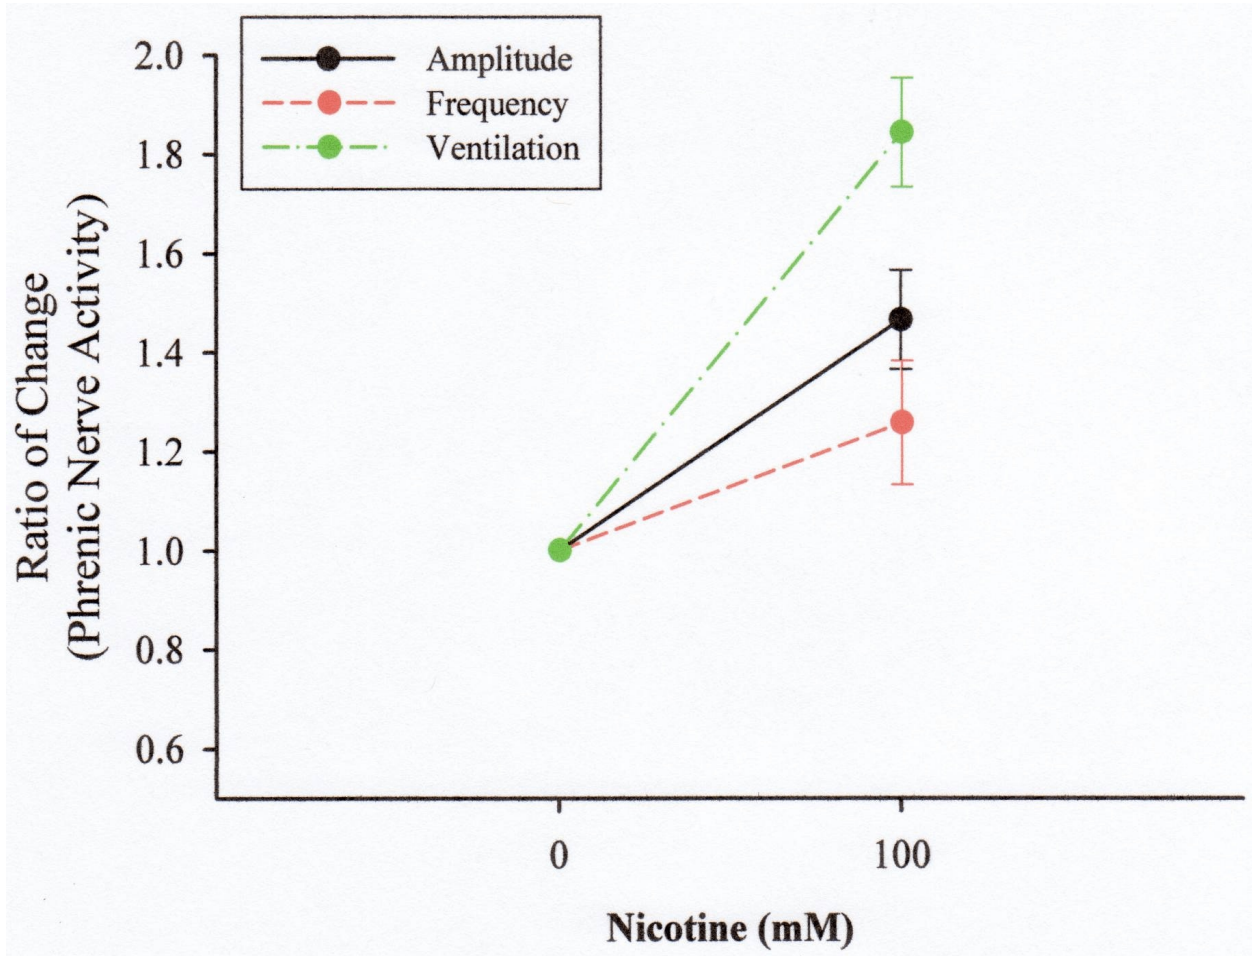 Amplitude
Frequency
Ventilation
2.0
1.8
1.6
1.4
1.2
1.0
0.8
0.6
Ratio of Change
(Phrenic Nerve Activity)
0 100
Nicotine (mM)